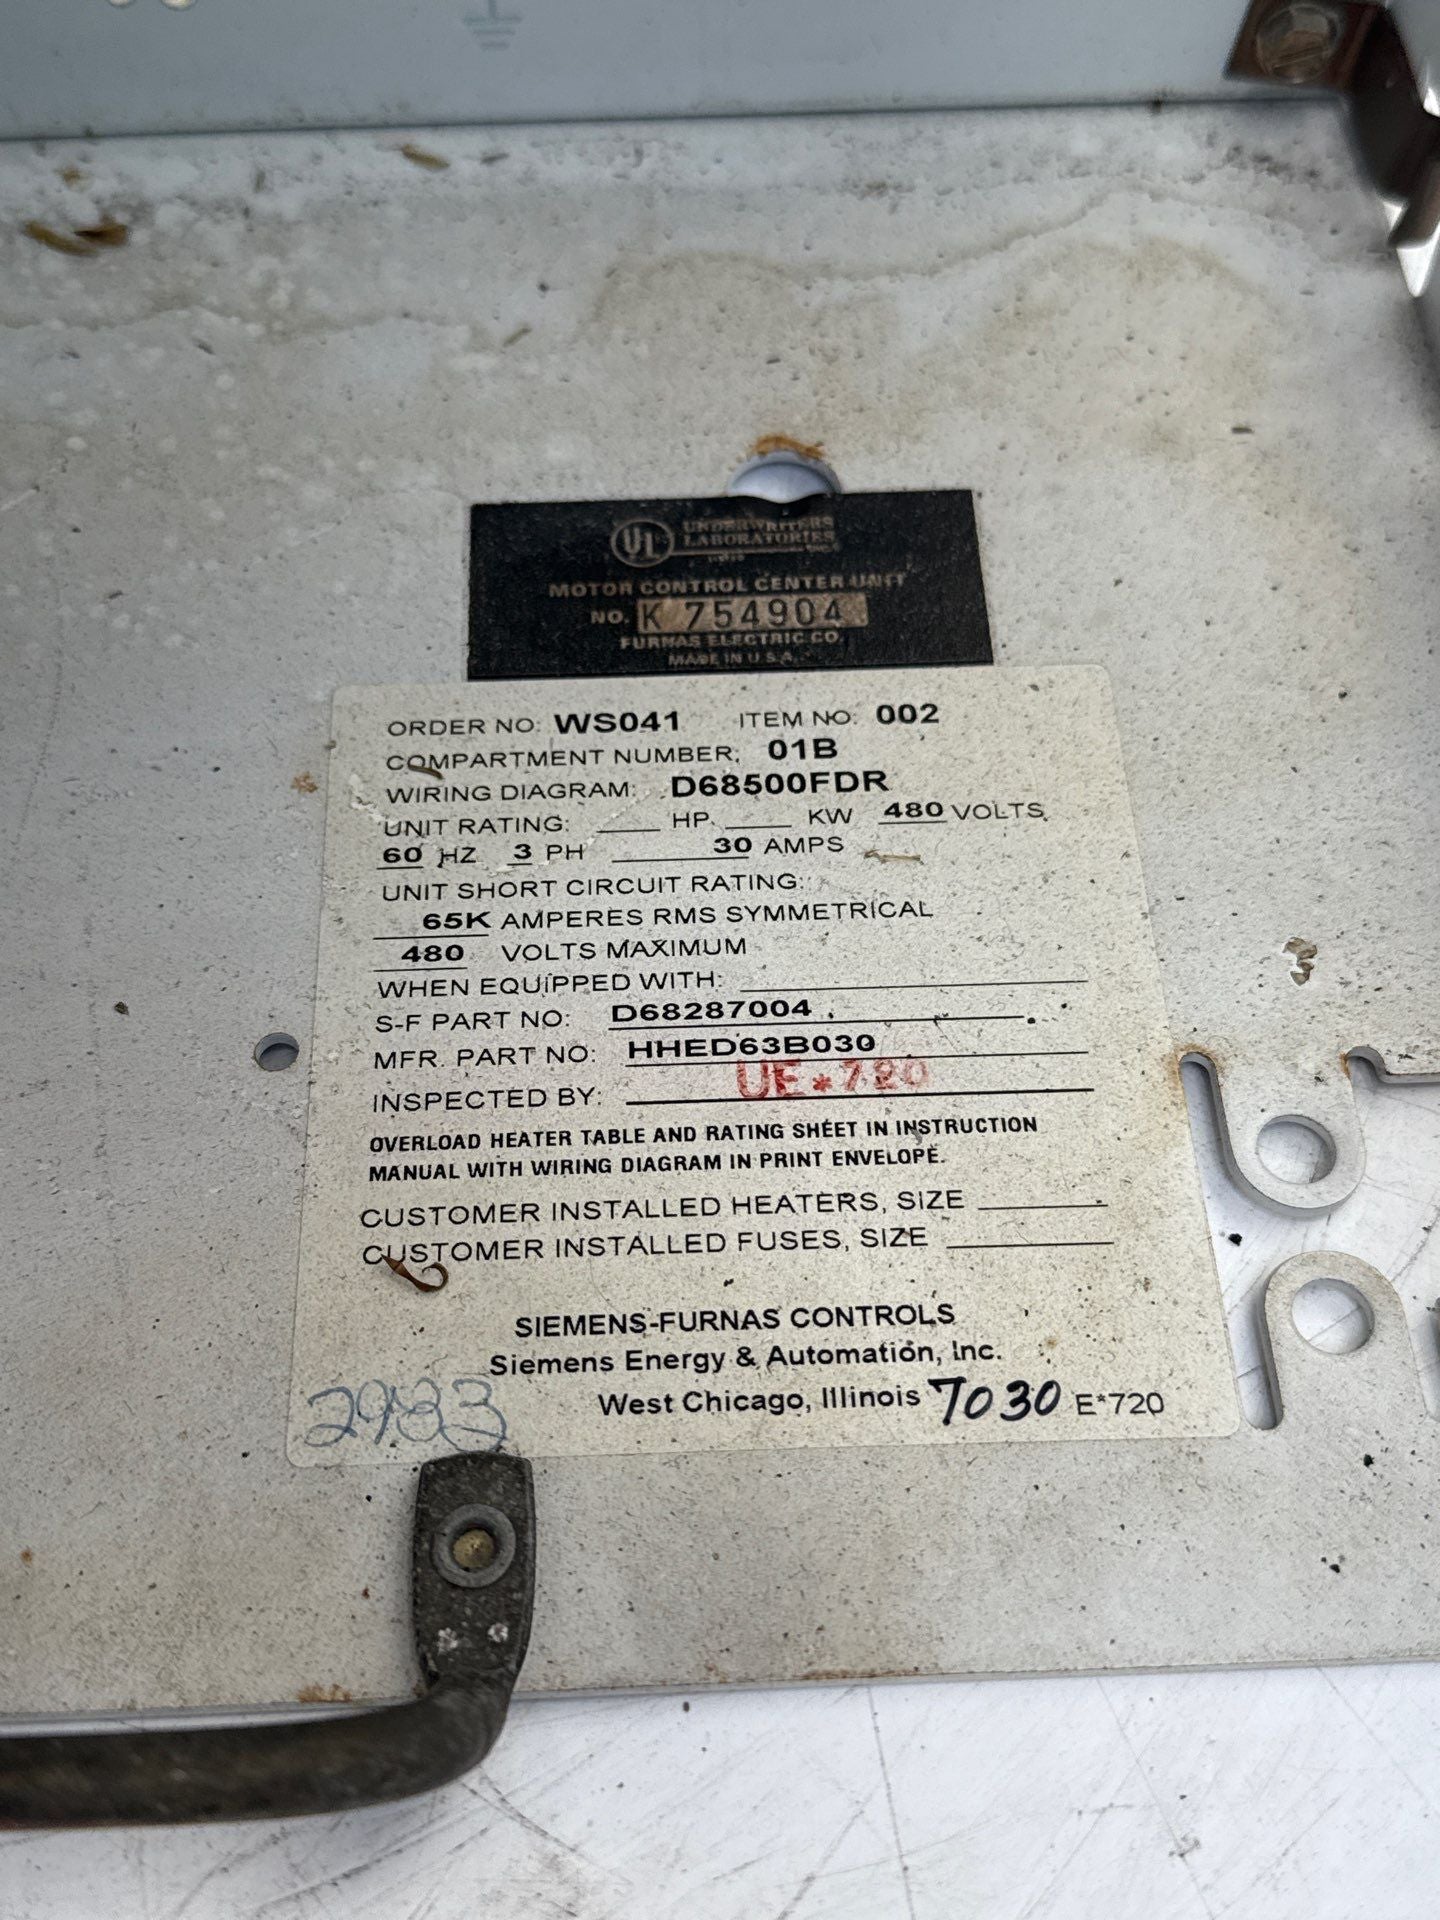 UL UNDERWRITERS
LABORATORIES
INC.
MOTOR CONTROL CENTER UNIT
NO. K 754904
FURNAS ELECTRIC CO.
MADE IN U.S.A.
ORDER NO: WS041 ITEM NO: 002
COMPARTMENT NUMBER: 01B
WIRING DIAGRAM: D68500FDR
UNIT RATING: ____ HP ____ KW 480 VOLTS
60 HZ 3 PH 30 AMPS
UNIT SHORT CIRCUIT RATING:
65K AMPERES RMS SYMMETRICAL
480 VOLTS MAXIMUM
WHEN EQUIPPED WITH:
S-F PART NO: D68287004
MFR. PART NO: HHED63B030
INSPECTED BY: UE*720
OVERLOAD HEATER TABLE AND RATING SHEET IN INSTRUCTION
MANUAL WITH WIRING DIAGRAM IN PRINT ENVELOPE.
CUSTOMER INSTALLED HEATERS, SIZE
CUSTOMER INSTALLED FUSES, SIZE
SIEMENS-FURNAS CONTROLS
Siemens Energy & Automation, Inc.
West Chicago, Illinois 7030 E*720
2983